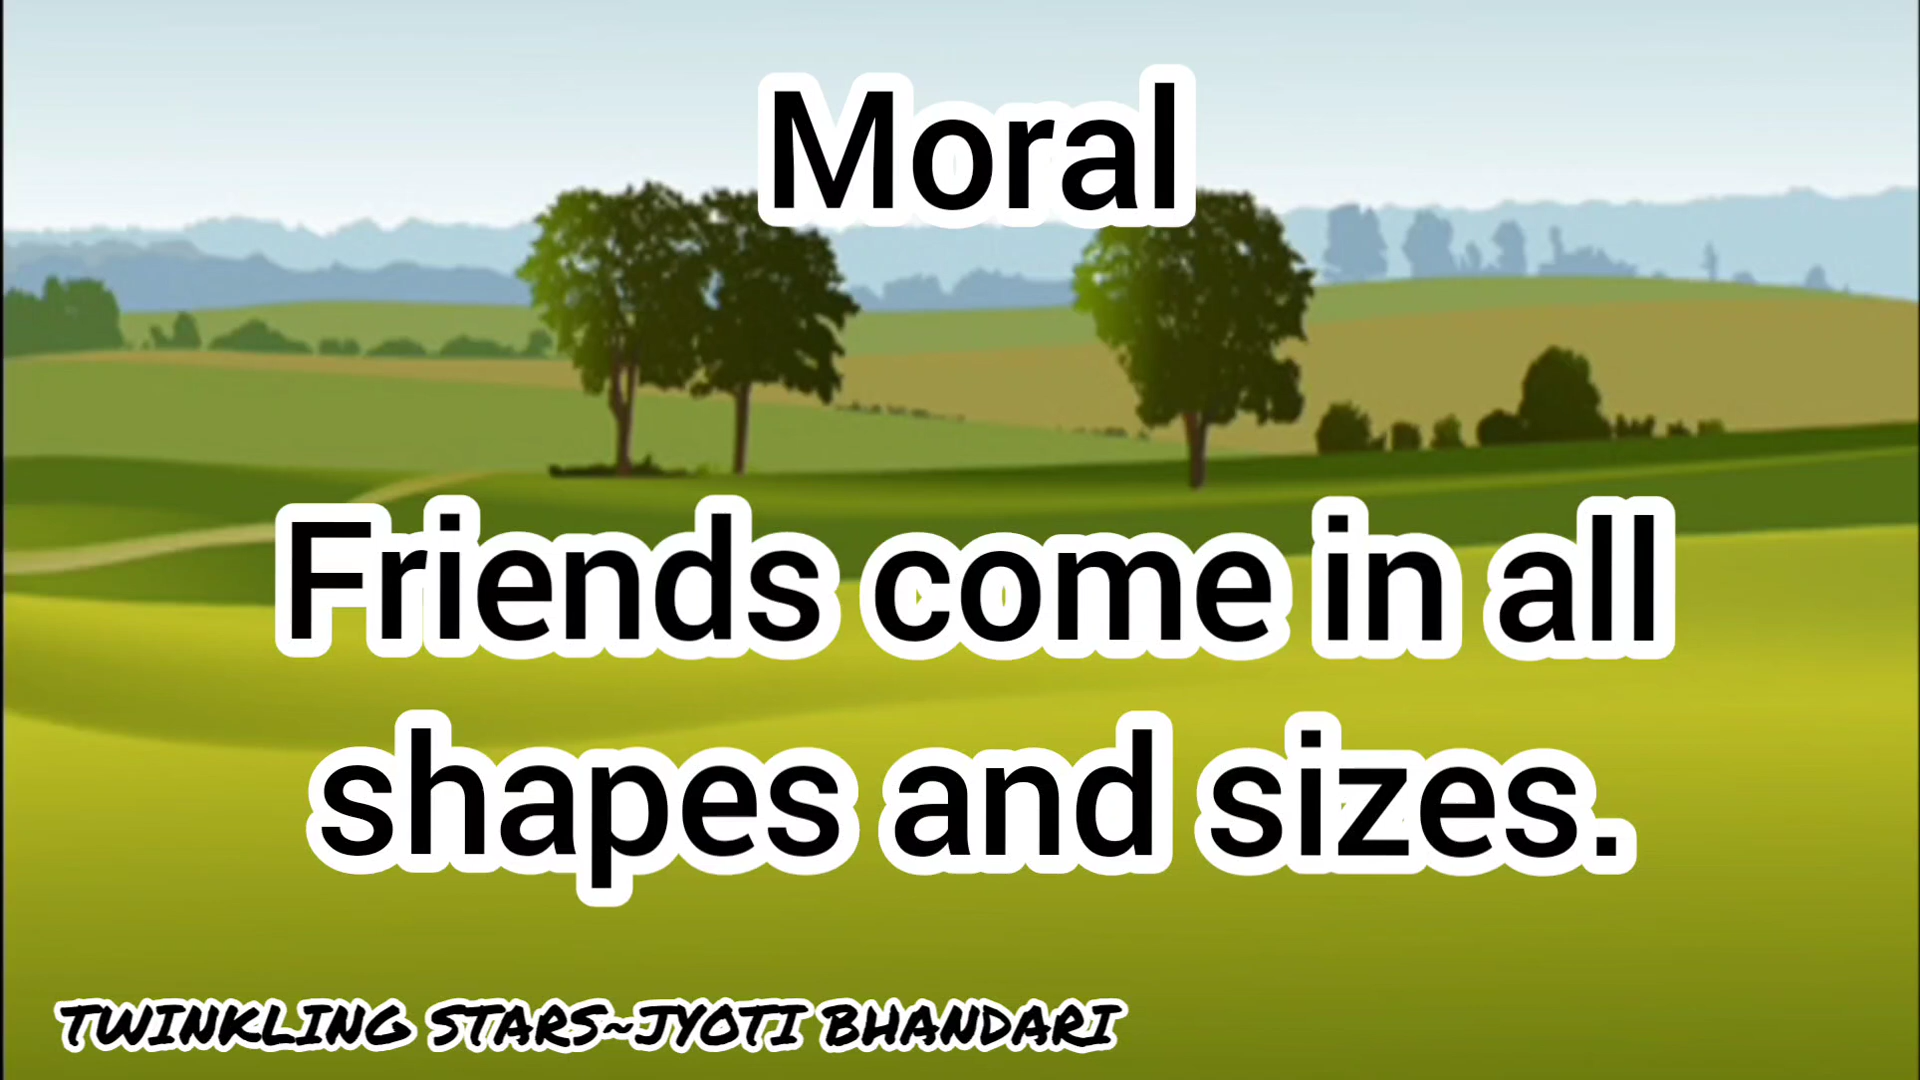 Moral
Friends come in all
shapes and sizes.
TWINKLING STARS~JYOTI BHANDARI